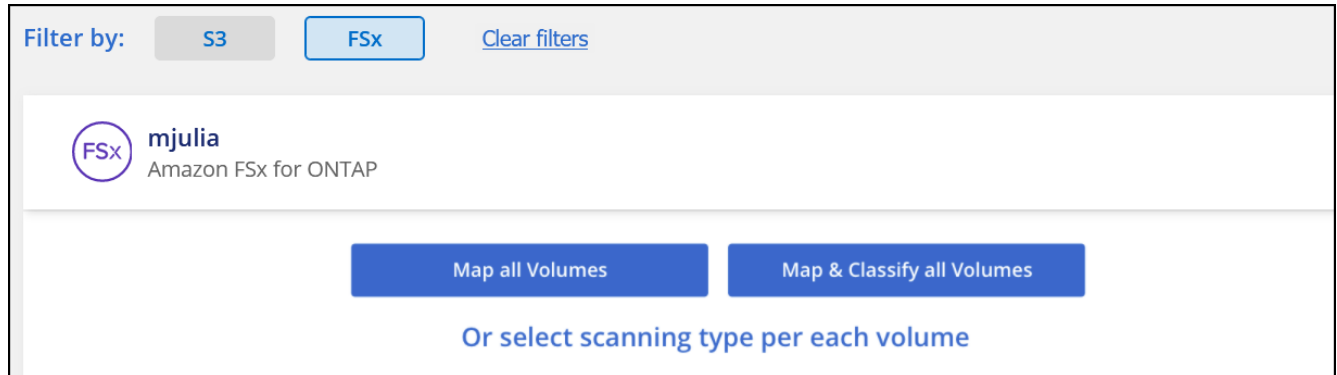 Filter by: S3 FSx Clear filters
FSx
mjulia
Amazon FSx for ONTAP
Map all Volumes Map & Classify all Volumes
Or select scanning type per each volume